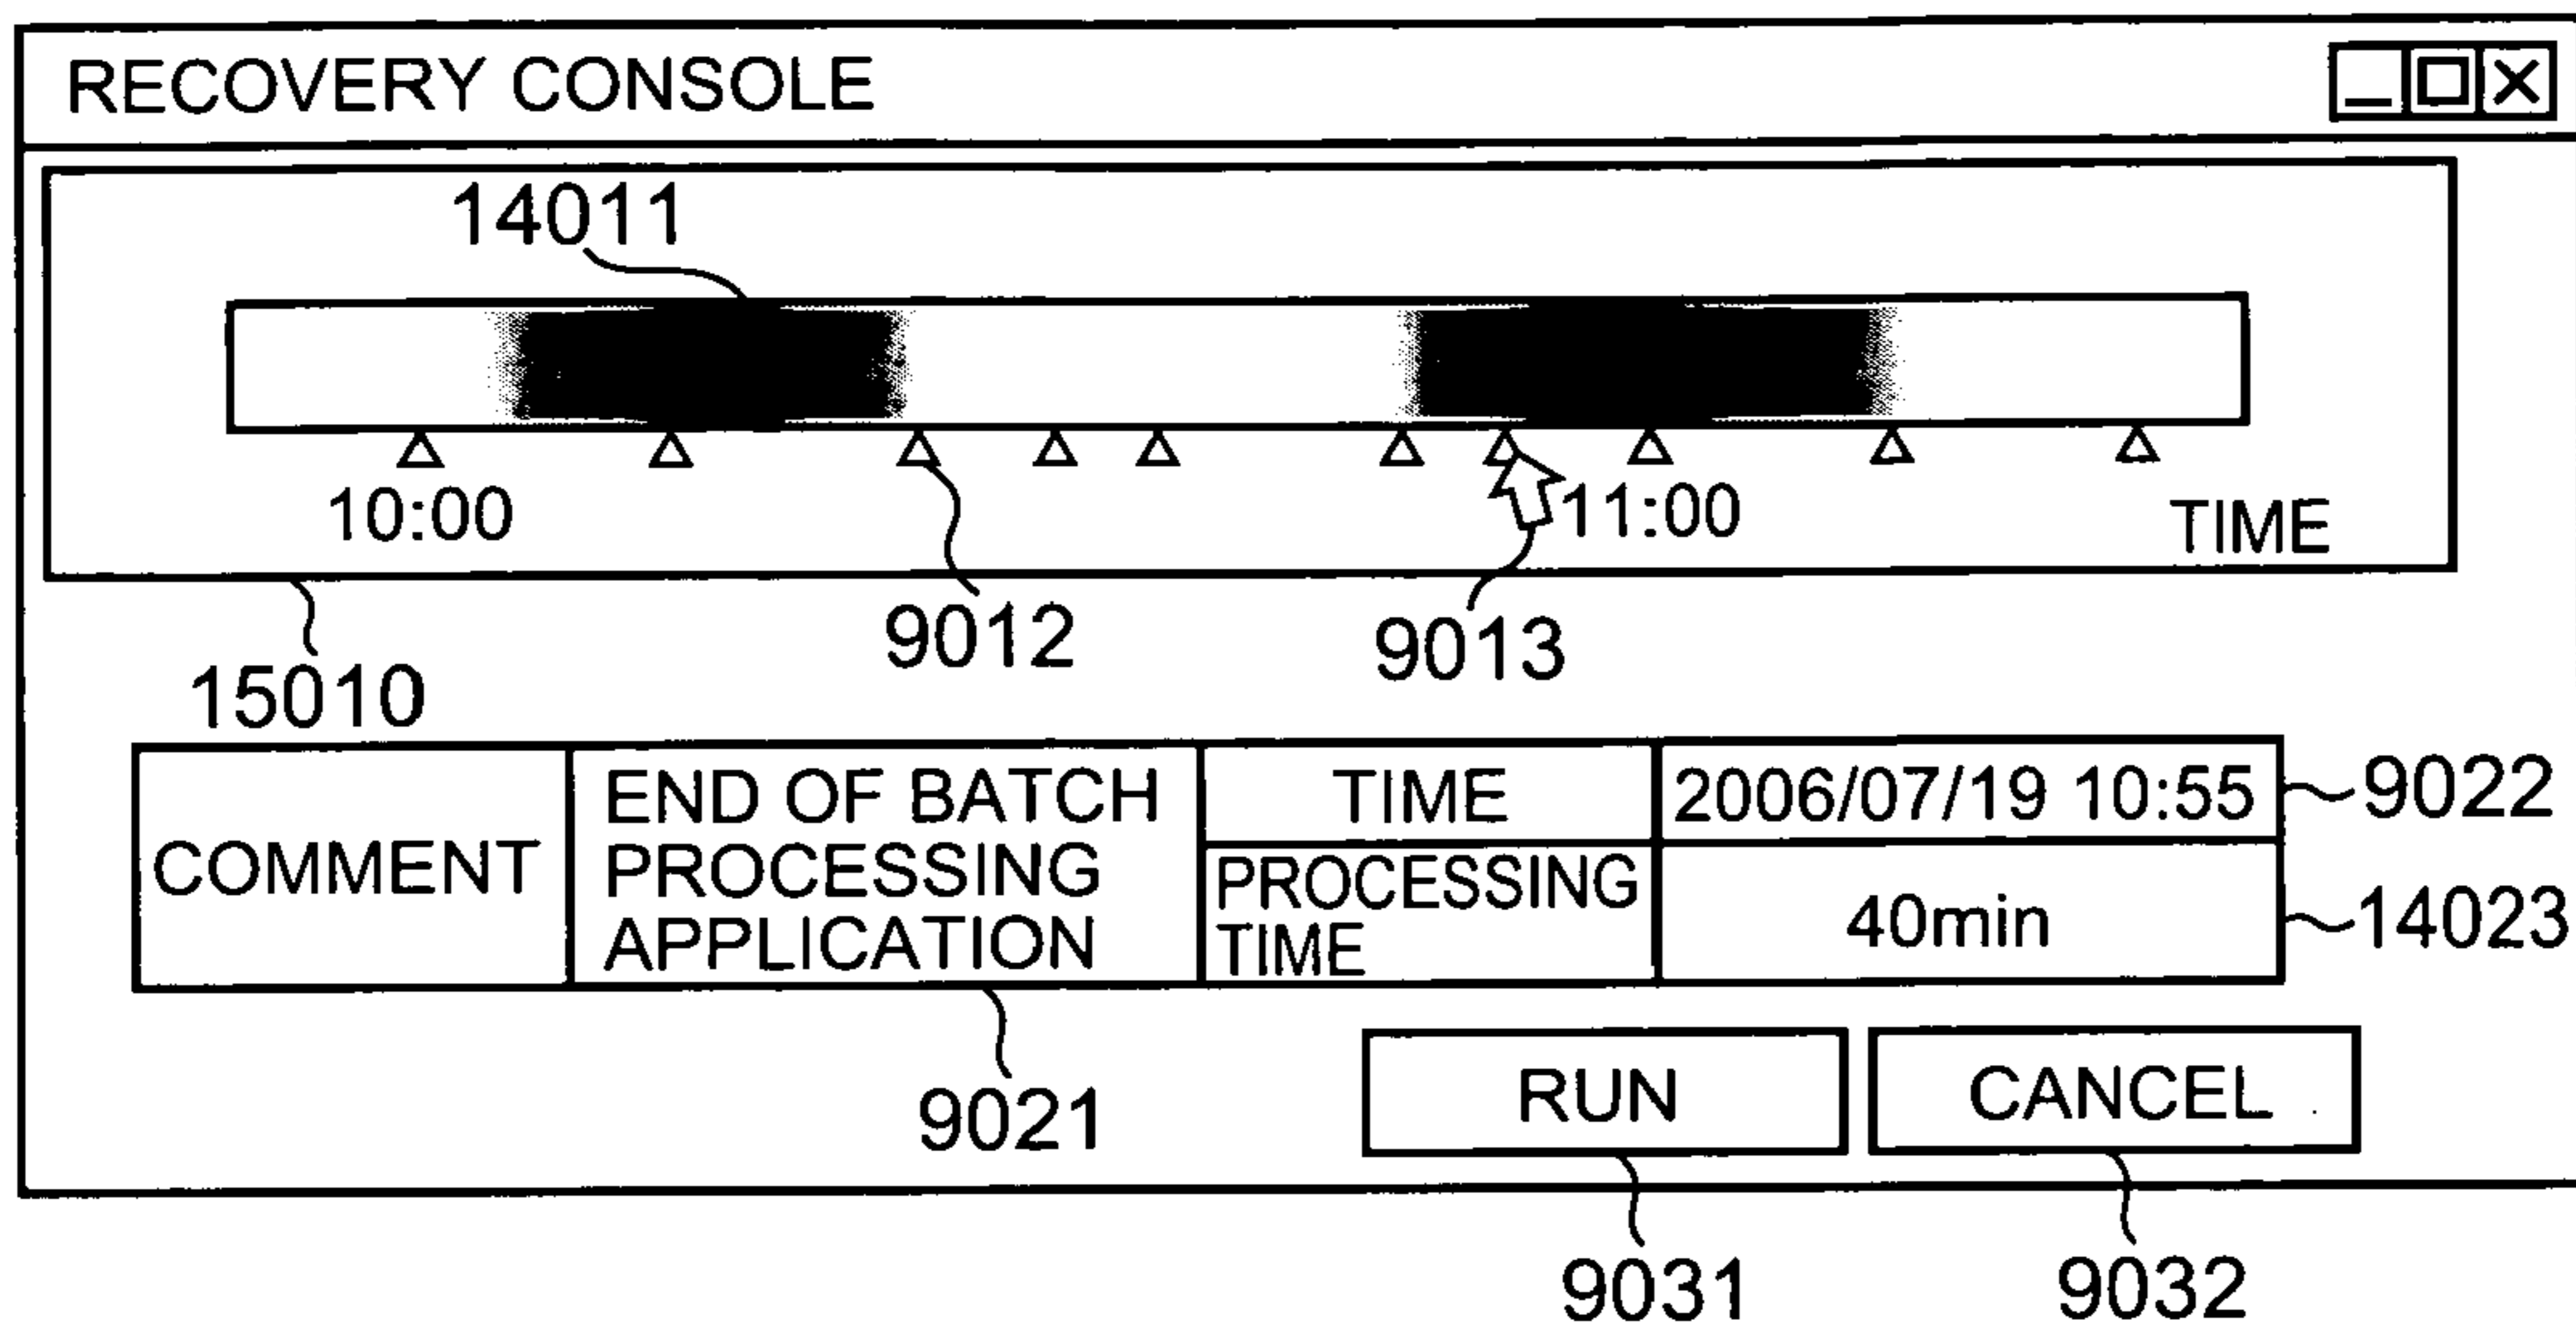 RECOVERY CONSOLE
14011
10:00
11:00
TIME
9012
9013
15010
COMMENT
END OF BATCH
PROCESSING
APPLICATION
TIME
2006/07/19 10:55
9022
PROCESSING
TIME
40min
14023
9021
RUN
CANCEL
9031
9032